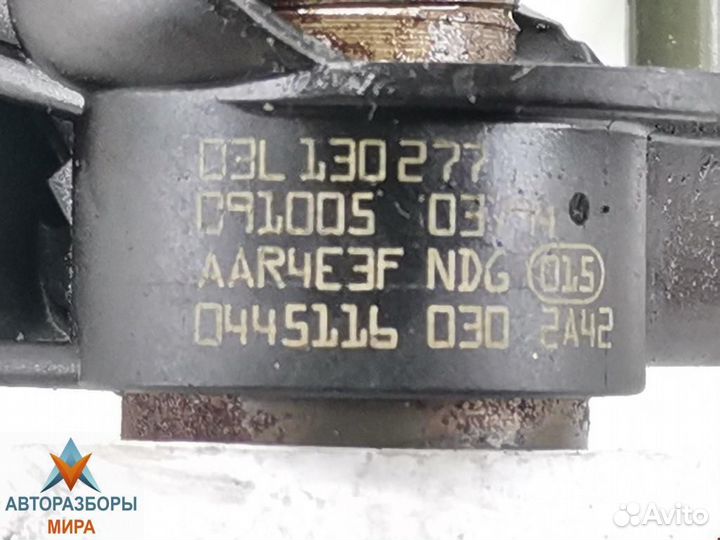 03L 130 277
091005 03
AAR4E3F NDG 015
0445116 030 2A42
АВТОРАЗБОРЫ
МИРА
Avito